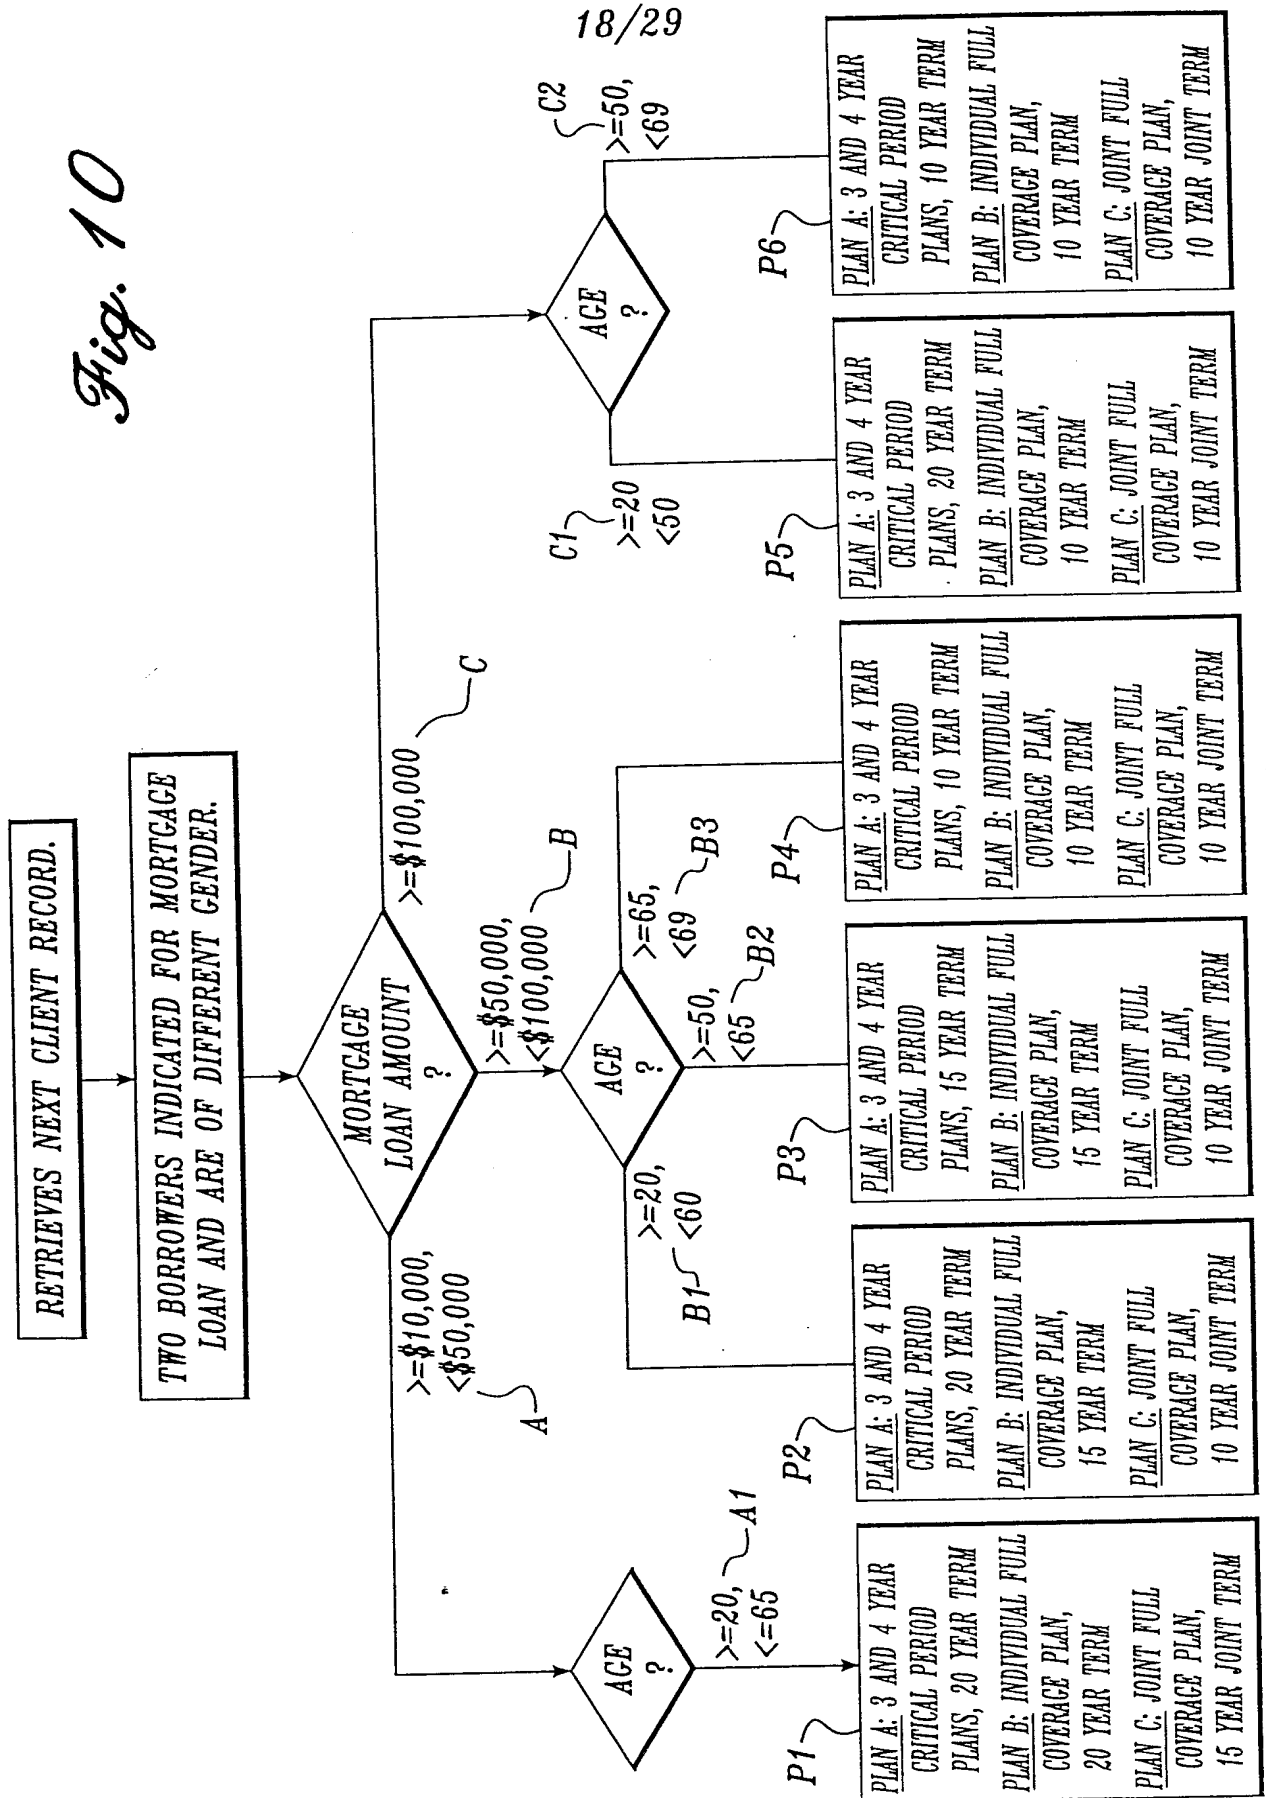 18/29
Fig. 10
RETRIEVES NEXT CLIENT RECORD.
TWO BORROWERS INDICATED FOR MORTGAGE
LOAN AND ARE OF DIFFERENT GENDER.
MORTGAGE
LOAN AMOUNT
?
>=$10,000,
<$50,000
A
>=$50,000,
<$100,000
B
>=$100,000
C
AGE
?
>=20,
<=65
A1
AGE
?
>=20,
<60
B1
>=50,
<65
B2
>=65,
<69
B3
AGE
?
>=20
<50
C1
>=50,
<69
C2
P1
PLAN A: 3 AND 4 YEAR
CRITICAL PERIOD
PLANS, 20 YEAR TERM
PLAN B: INDIVIDUAL FULL
COVERAGE PLAN,
20 YEAR TERM
PLAN C: JOINT FULL
COVERAGE PLAN,
15 YEAR JOINT TERM
P2
PLAN A: 3 AND 4 YEAR
CRITICAL PERIOD
PLANS, 20 YEAR TERM
PLAN B: INDIVIDUAL FULL
COVERAGE PLAN,
15 YEAR TERM
PLAN C: JOINT FULL
COVERAGE PLAN,
10 YEAR JOINT TERM
P3
PLAN A: 3 AND 4 YEAR
CRITICAL PERIOD
PLANS, 15 YEAR TERM
PLAN B: INDIVIDUAL FULL
COVERAGE PLAN,
15 YEAR TERM
PLAN C: JOINT FULL
COVERAGE PLAN,
10 YEAR JOINT TERM
P4
PLAN A: 3 AND 4 YEAR
CRITICAL PERIOD
PLANS, 10 YEAR TERM
PLAN B: INDIVIDUAL FULL
COVERAGE PLAN,
10 YEAR TERM
PLAN C: JOINT FULL
COVERAGE PLAN,
10 YEAR JOINT TERM
P5
PLAN A: 3 AND 4 YEAR
CRITICAL PERIOD
PLANS, 20 YEAR TERM
PLAN B: INDIVIDUAL FULL
COVERAGE PLAN,
10 YEAR TERM
PLAN C: JOINT FULL
COVERAGE PLAN,
10 YEAR JOINT TERM
P6
PLAN A: 3 AND 4 YEAR
CRITICAL PERIOD
PLANS, 10 YEAR TERM
PLAN B: INDIVIDUAL FULL
COVERAGE PLAN,
10 YEAR TERM
PLAN C: JOINT FULL
COVERAGE PLAN,
10 YEAR JOINT TERM